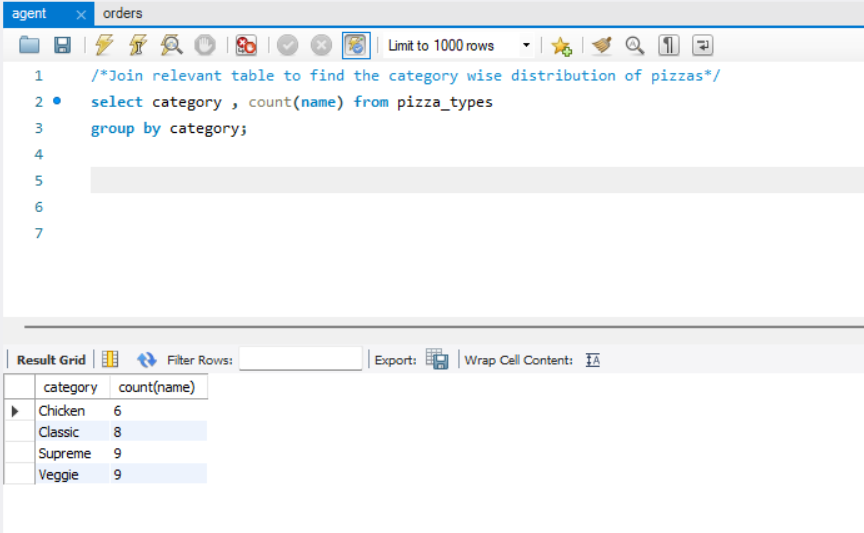 agent × orders
Limit to 1000 rows
1 /*Join relevant table to find the category wise distribution of pizzas*/
2 select category , count(name) from pizza_types
3 group by category;
4
5
6
7
Result Grid Filter Rows: Export: Wrap Cell Content:
category count(name)
Chicken 6
Classic 8
Supreme 9
Veggie 9